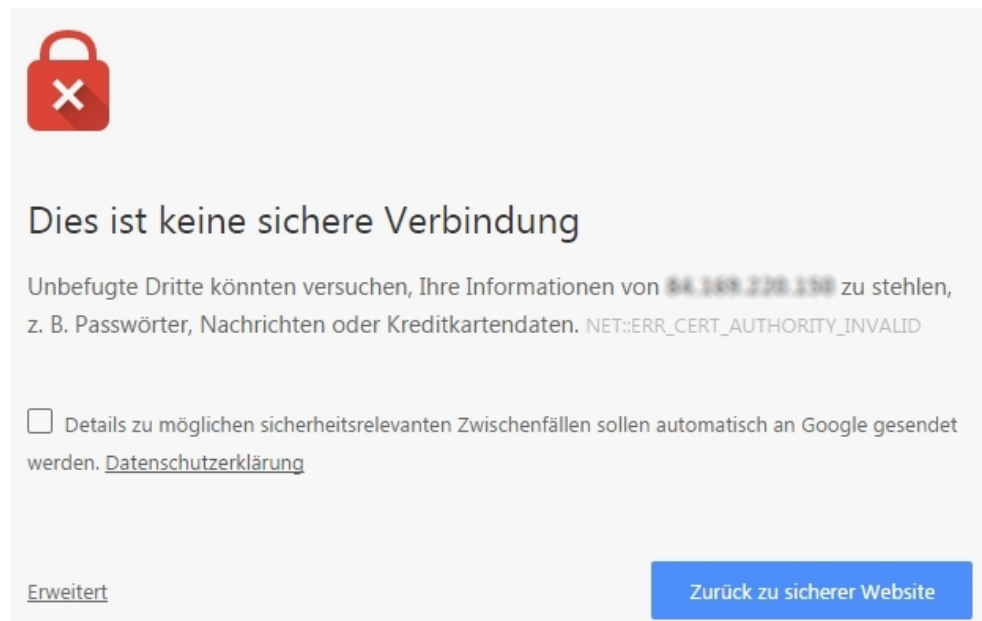 Dies ist keine sichere Verbindung
Unbefugte Dritte könnten versuchen, Ihre Informationen von zu stehlen,
z. B. Passwörter, Nachrichten oder Kreditkartendaten. NET::ERR_CERT_AUTHORITY_INVALID
Details zu möglichen sicherheitsrelevanten Zwischenfällen sollen automatisch an Google gesendet
werden. Datenschutzerklärung
Erweitert
Zurück zu sicherer Website